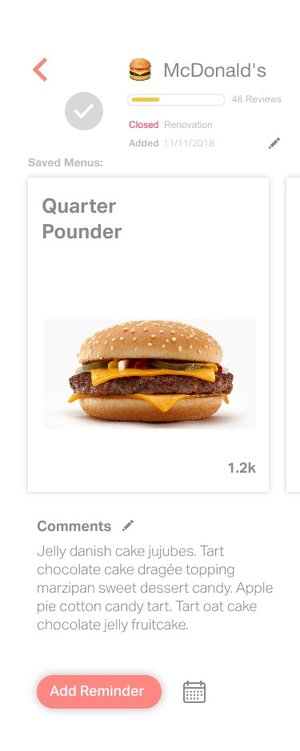 McDonald's
48 Reviews
Closed Renovation
Added 11/11/2018
Saved Menus:
Quarter
Pounder
1.2k
Comments
Jelly danish cake jujubes. Tart
chocolate cake dragée topping
marzipan sweet dessert candy. Apple
pie cotton candy tart. Tart oat cake
chocolate jelly fruitcake.
Add Reminder